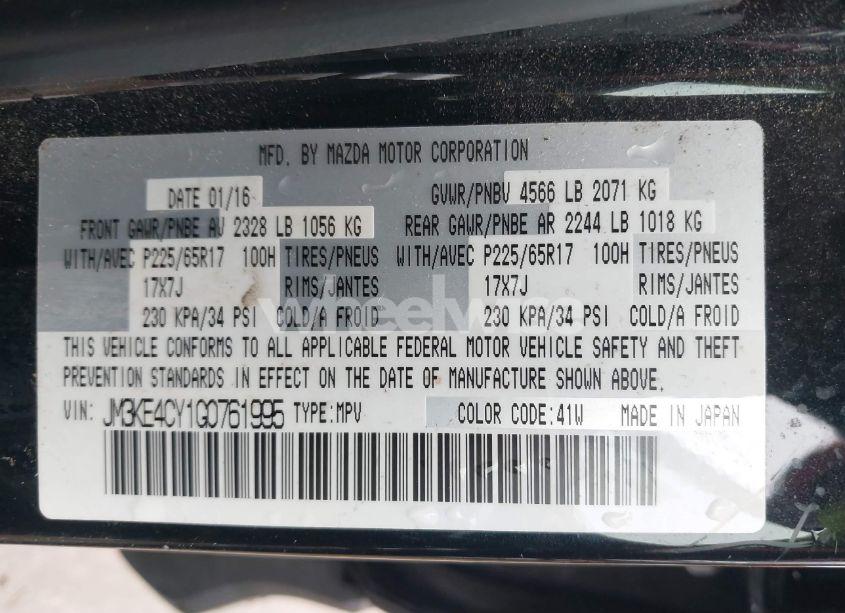 MFD. BY MAZDA MOTOR CORPORATION
DATE 01/16 GVWR/PNBV 4566 LB 2071 KG
FRONT GAWR/PNBE AV 2328 LB 1056 KG REAR GAWR/PNBE AR 2244 LB 1018 KG
WITH/AVEC P225/65R17 100H TIRES/PNEUS WITH/AVEC P225/65R17 100H TIRES/PNEUS
17X7J RIMS/JANTES 17X7J RIMS/JANTES
230 KPA/34 PSI COLD/A FROID 230 KPA/34 PSI COLD/A FROID
THIS VEHICLE CONFORMS TO ALL APPLICABLE FEDERAL MOTOR VEHICLE SAFETY AND THEFT
PREVENTION STANDARDS IN EFFECT ON THE DATE OF MANUFACTURE SHOWN ABOVE.
VIN: JM3KE4CY1G0761995 TYPE:MPV COLOR CODE:41W MADE IN JAPAN